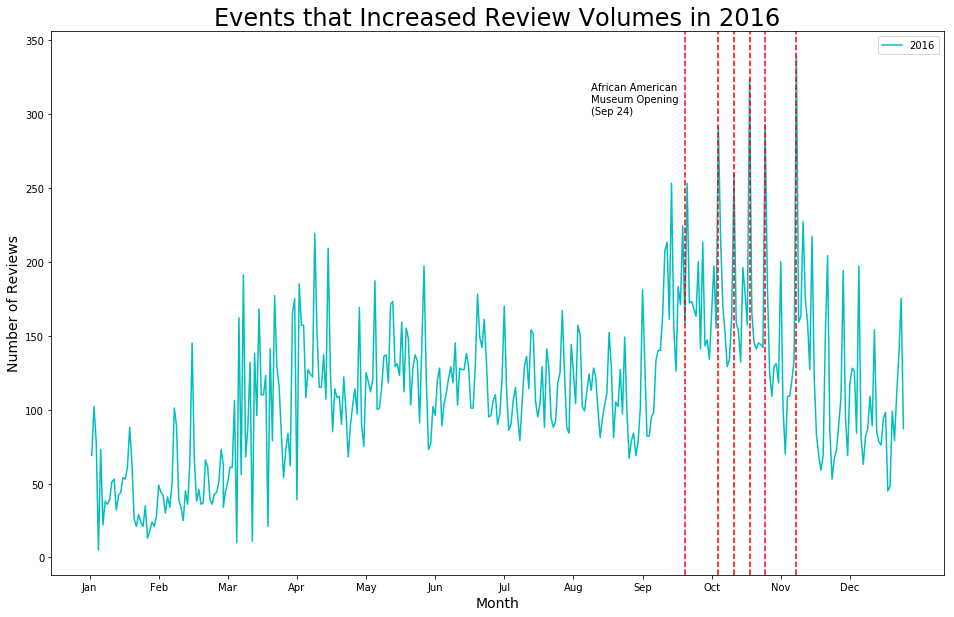 Events that Increased Review Volumes in 2016
350
300
250
200
150
100
50
0
Number of Reviews
African American
Museum Opening
(Sep 24)
2016
Jan Feb Mar Apr May Jun Jul Aug Sep Oct Nov Dec
Month